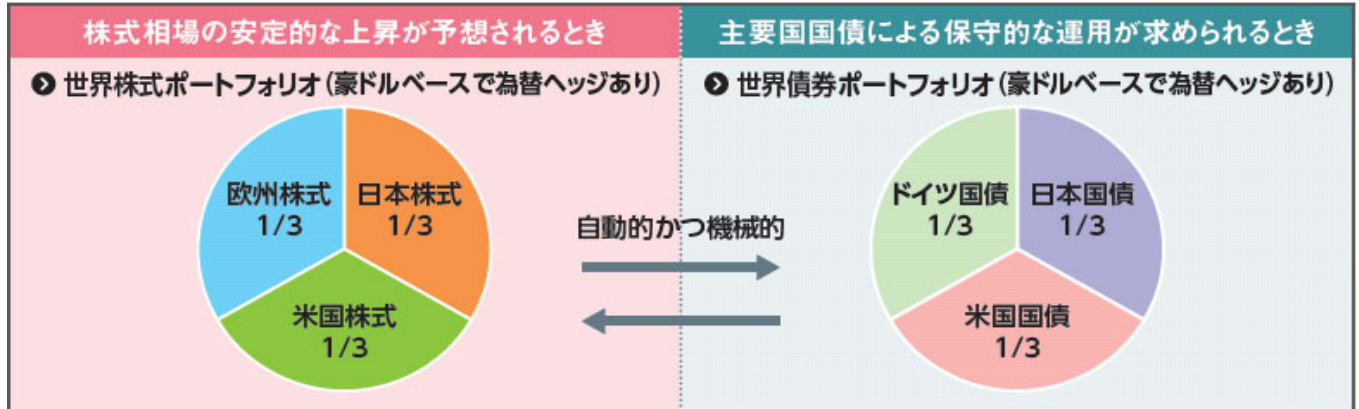 株式相場の安定的な上昇が予想されるとき
世界株式ポートフォリオ(豪ドルベースで為替ヘッジあり)
欧州株式
1/3
日本株式
1/3
米国株式
1/3
自動的かつ機械的
主要国国債による保守的な運用が求められるとき
世界債券ポートフォリオ(豪ドルベースで為替ヘッジあり)
ドイツ国債
1/3
日本国債
1/3
米国国債
1/3